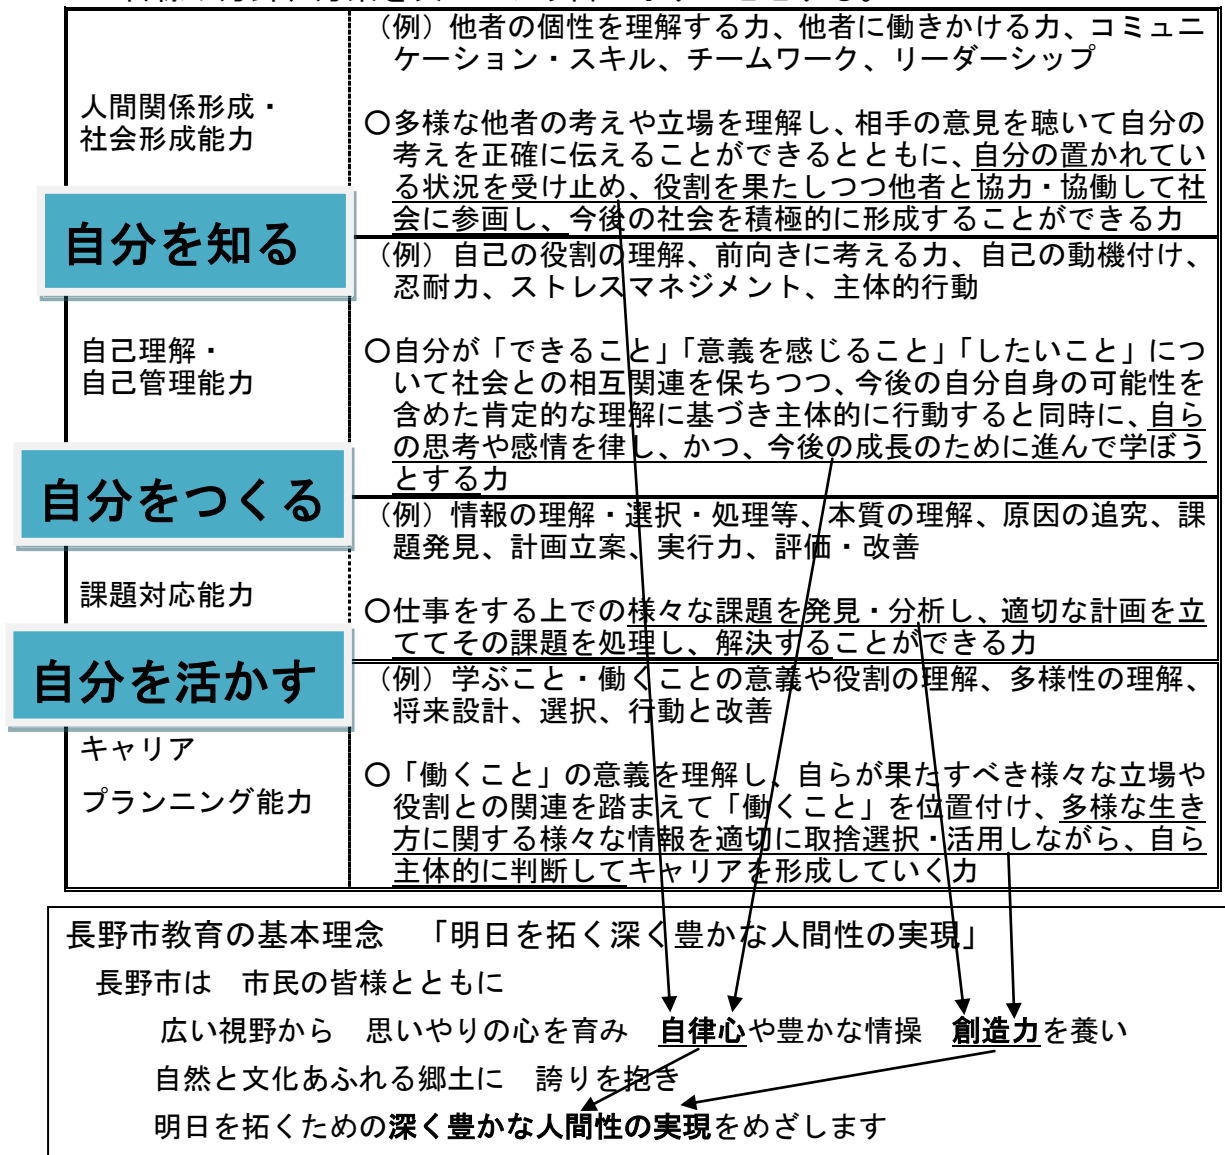 （例）他者の個性を理解する力、他者に働きかける力、コミュニ
ケーション・スキル、チームワーク、リーダーシップ
人間関係形成・
社会形成能力
〇多様な他者の考えや立場を理解し、相手の意見を聴いて自分の
考えを正確に伝えることができるとともに、自分の置かれてい
る状況を受け止め、役割を果たしつつ他者と協力・協働して社
会に参画し、今後の社会を積極的に形成することができる力
自分を知る
（例）自己の役割の理解、前向きに考える力、自己の動機付け、
忍耐力、ストレスマネジメント、主体的行動
自己理解・
自己管理能力
〇自分が「できること」「意義を感じること」「したいこと」につ
いて社会との相互関連を保ちつつ、今後の自分自身の可能性を
含めた肯定的な理解に基づき主体的に行動すると同時に、自ら
の思考や感情を律し、かつ、今後の成長のために進んで学ぼう
とする力
自分をつくる
（例）情報の理解・選択・処理等、本質の理解、原因の追究、課
題発見、計画立案、実行力、評価・改善
課題対応能力
〇仕事をする上での様々な課題を発見・分析し、適切な計画を立
ててその課題を処理し、解決することができる力
自分を活かす
（例）学ぶこと・働くことの意義や役割の理解、多様性の理解、
将来設計、選択、行動と改善
キャリア
プランニング能力
〇「働くこと」の意義を理解し、自らが果たすべき様々な立場や
役割との関連を踏まえて「働くこと」を位置付け、多様な生き
方に関する様々な情報を適切に取捨選択・活用しながら、自ら
主体的に判断してキャリアを形成していく力
長野市教育の基本理念　「明日を拓く深く豊かな人間性の実現」
長野市は　市民の皆様とともに
広い視野から　思いやりの心を育み　自律心や豊かな情操　創造力を養い
自然と文化あふれる郷土に　誇りを抱き
明日を拓くための深く豊かな人間性の実現をめざします